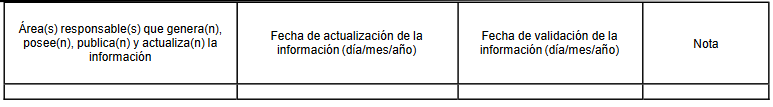 Área(s) responsable(s) que genera(n),
posee(n), publica(n) y actualiza(n) la
información
Fecha de actualización de la
información (día/mes/año)
Fecha de validación de la
información (día/mes/año)
Nota